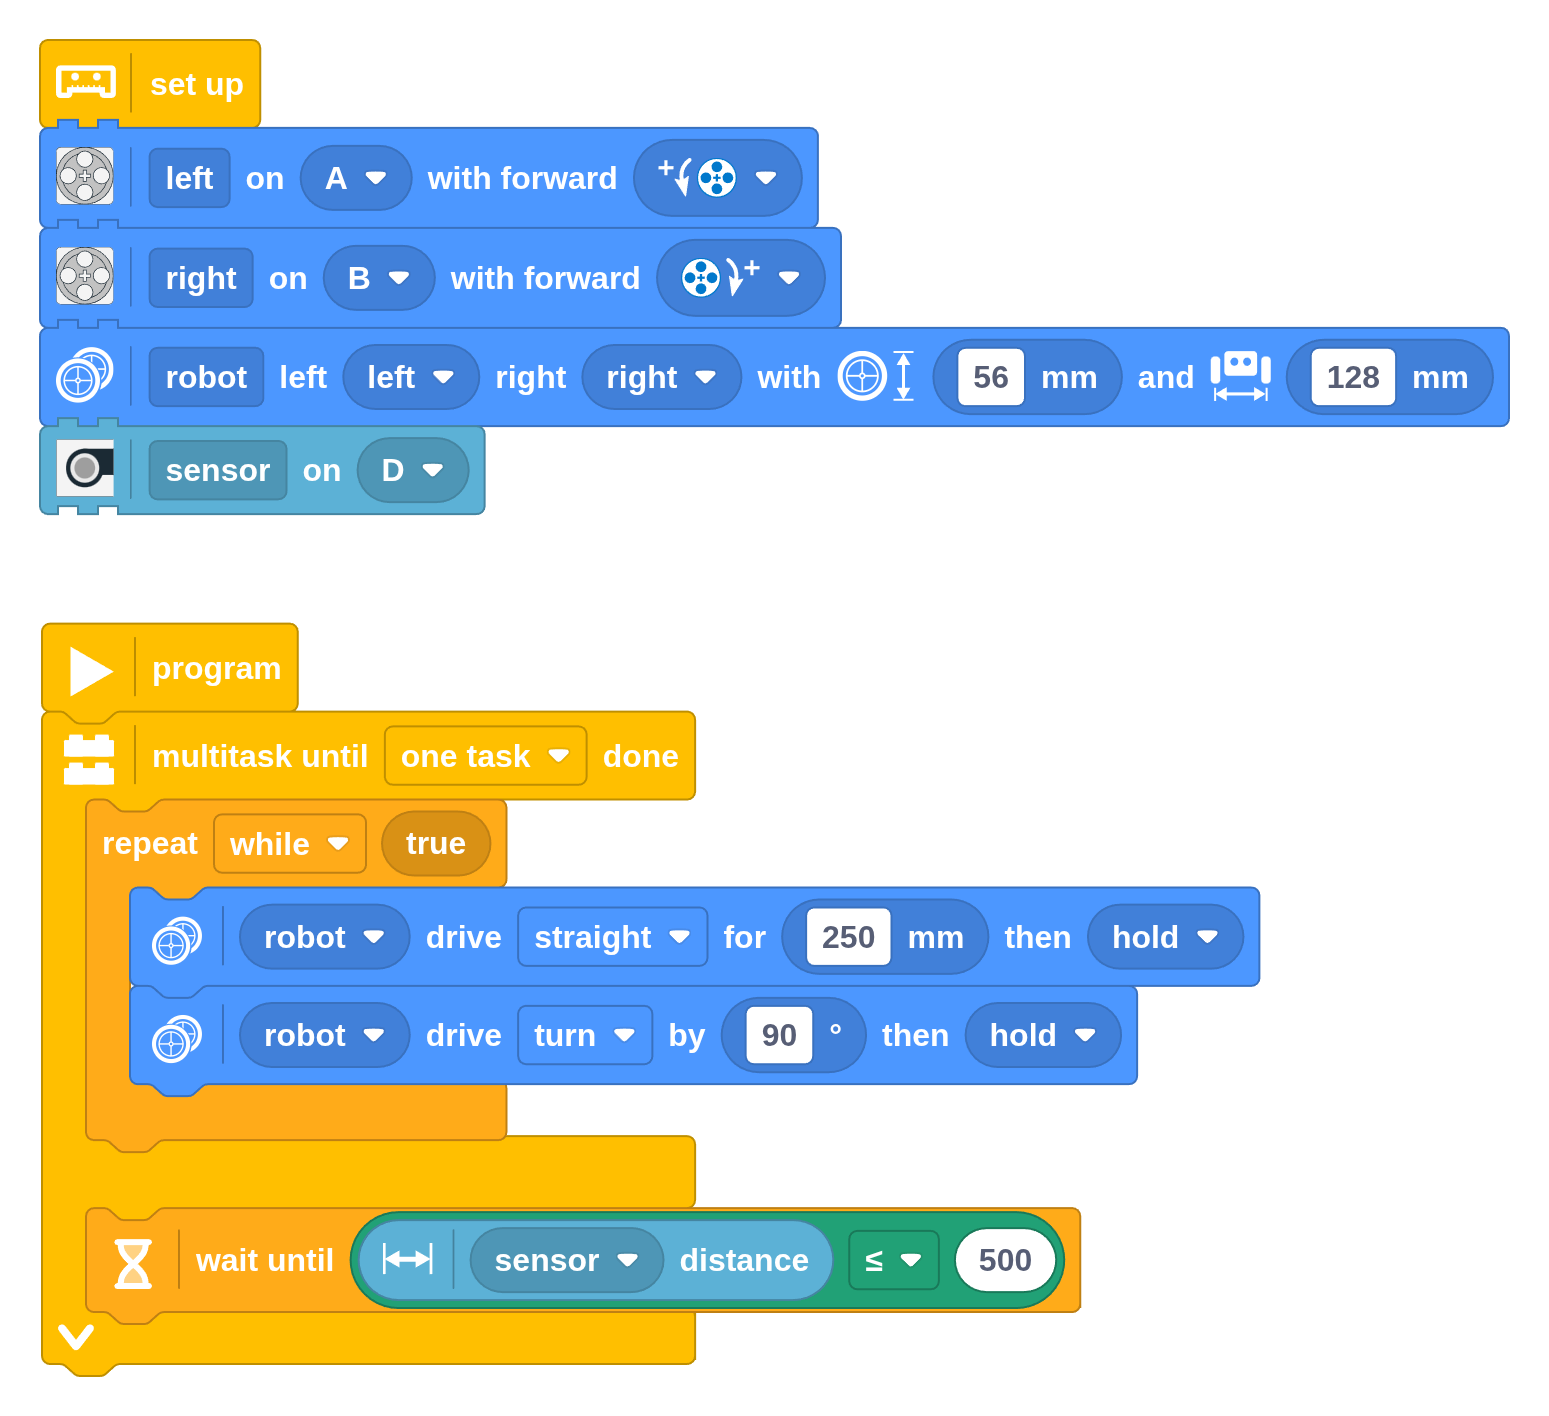 set up
left on A with forward +
right on B with forward +
robot left left right right with 56 mm and 128 mm
sensor on D
program
multitask until one task done
repeat while true
robot drive straight for 250 mm then hold
robot drive turn by 90 ° then hold
wait until sensor distance ≤ 500